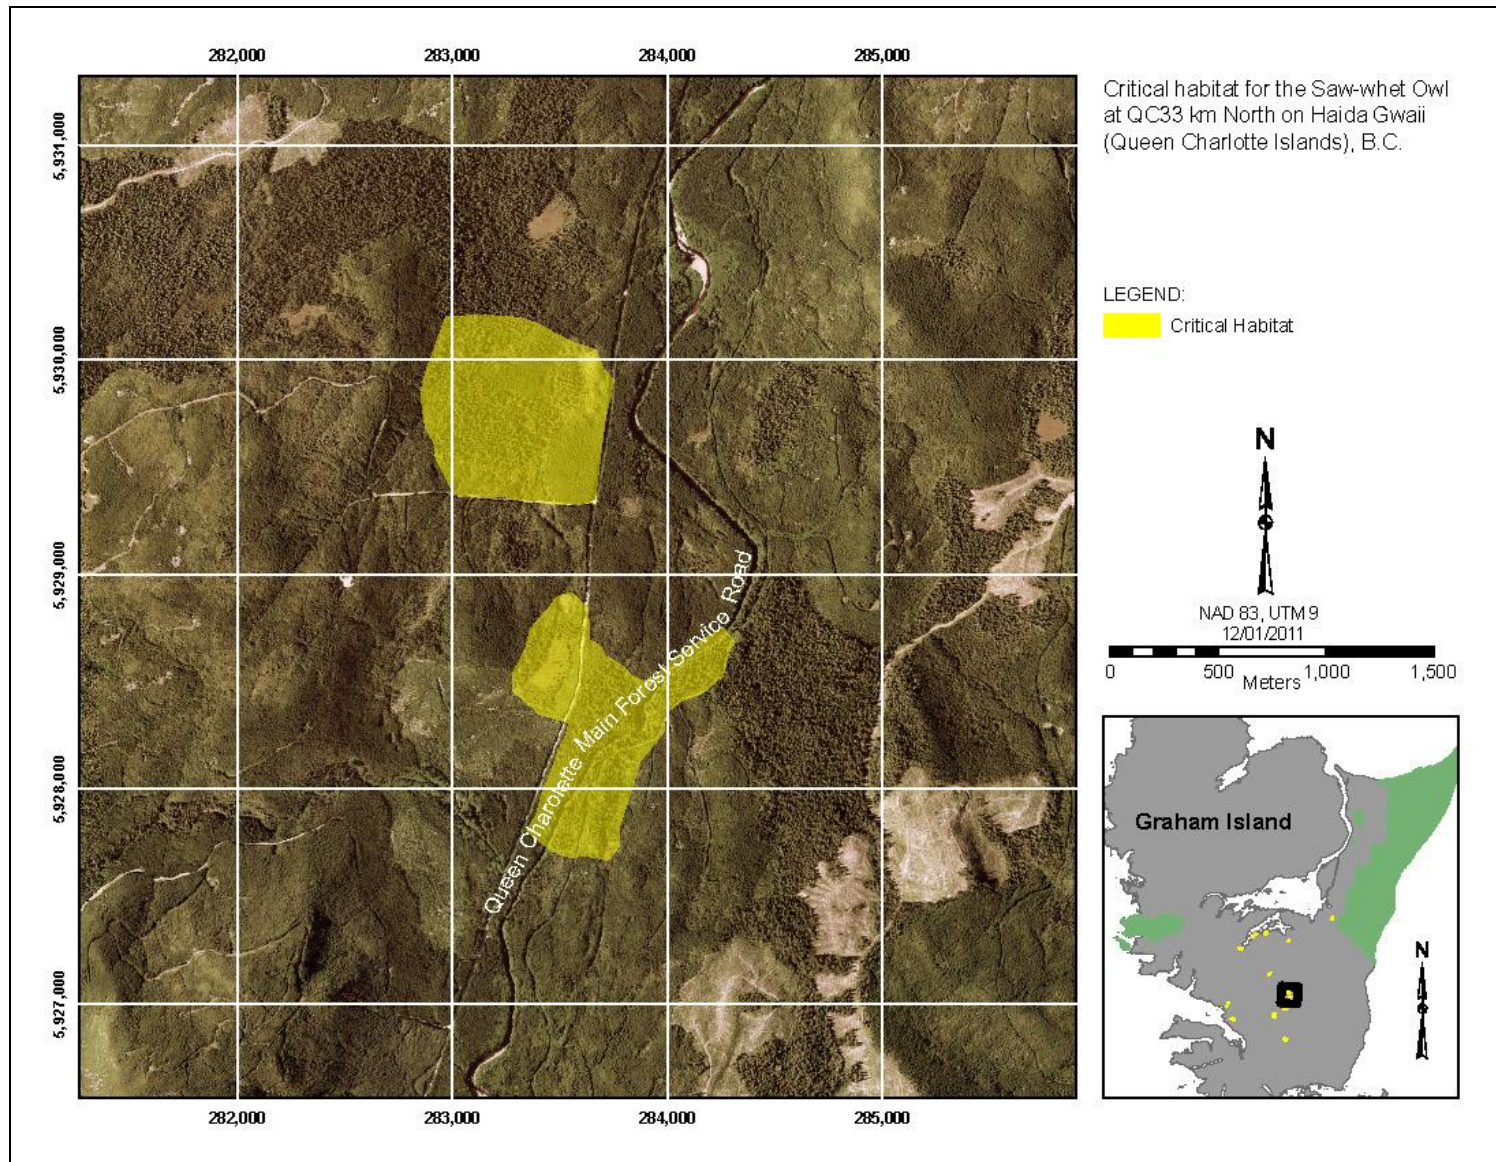 282,000 283,000 284,000 285,000
5,931,000
5,930,000
5,929,000
5,928,000
5,927,000
Queen Charolette Main Forest Service Road
282,000 283,000 284,000 285,000
Critical habitat for the Saw-whet Owl
at QC33 km North on Haida Gwaii
(Queen Charlotte Islands), B.C.
LEGEND:
Critical Habitat
N
NAD 83, UTM 9
12/01/2011
0 500 1,000 1,500
Meters
Graham Island
N